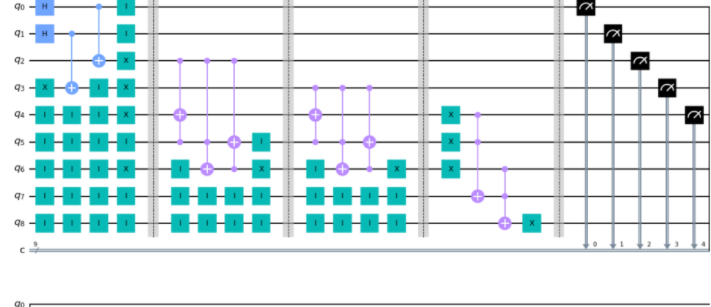 q0 H I
q1 H I
q2 X
q3 X I X
q4 I I I X X
q5 I I I I I X
q6 I I I X I X I X X
q7 I I I I I I I I I I I I
q8 I I I I I I I I I I I I X
c 9 0 1 2 3 4
q0